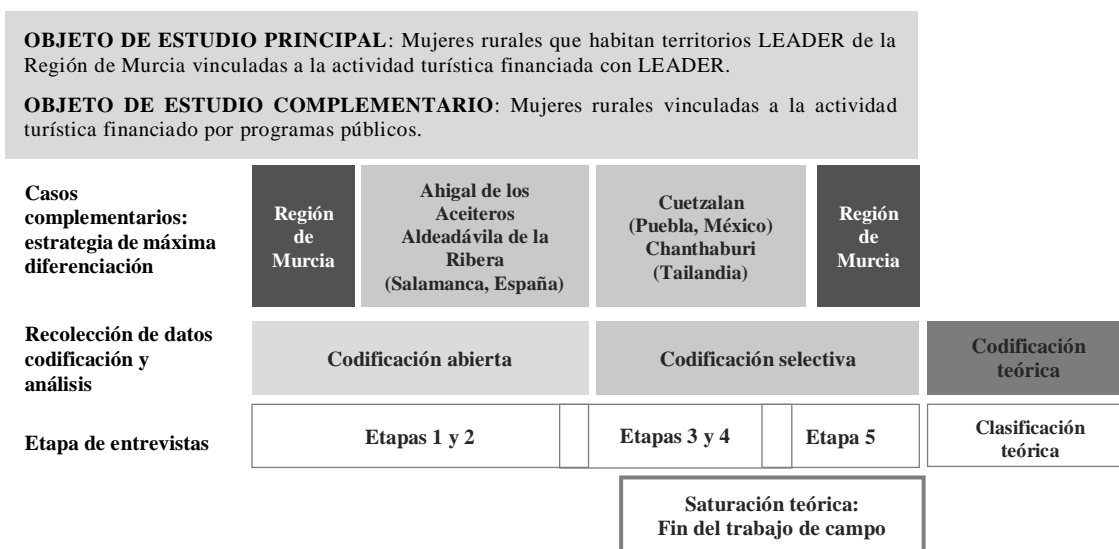 OBJETO DE ESTUDIO PRINCIPAL: Mujeres rurales que habitan territorios LEADER de la
Región de Murcia vinculadas a la actividad turística financiada con LEADER.
OBJETO DE ESTUDIO COMPLEMENTARIO: Mujeres rurales vinculadas a la actividad
turística financiado por programas públicos.
Casos
complementarios:
estrategia de máxima
diferenciación
Región
de
Murcia
Ahigal de los
Aceiteros
Aldeadávila de la
Ribera
(Salamanca, España)
Cuetzalan
(Puebla, México)
Chanthaburi
(Tailandia)
Región
de
Murcia
Recolección de datos
codificación y
análisis
Codificación abierta
Codificación selectiva
Codificación
teórica
Etapa de entrevistas
Etapas 1 y 2
Etapas 3 y 4
Etapa 5
Clasificación
teórica
Saturación teórica:
Fin del trabajo de campo